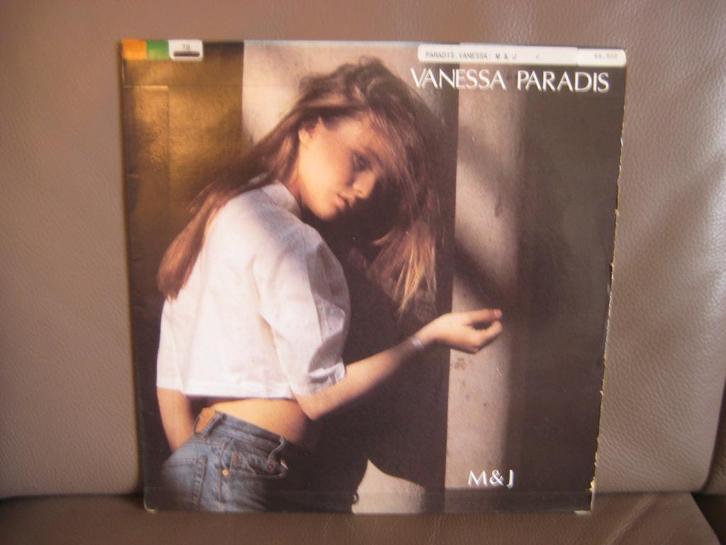 PARADIS VANESSA M & J
VANESSA PARADIS
M & J